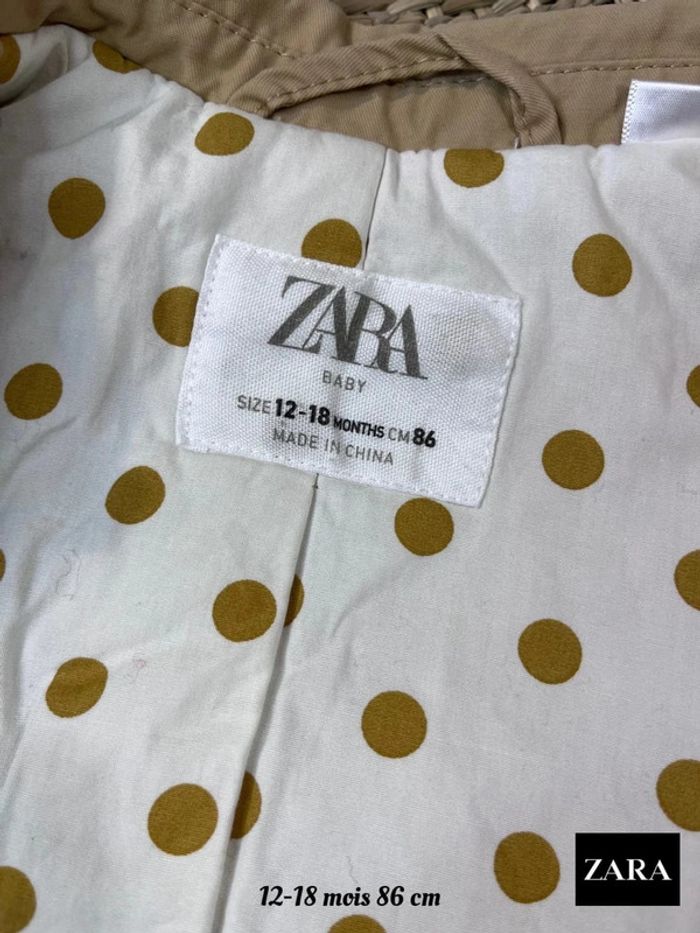 ZARA
BABY
SIZE 12-18 MONTHS CM 86
MADE IN CHINA
ZARA
12-18 mois 86 cm